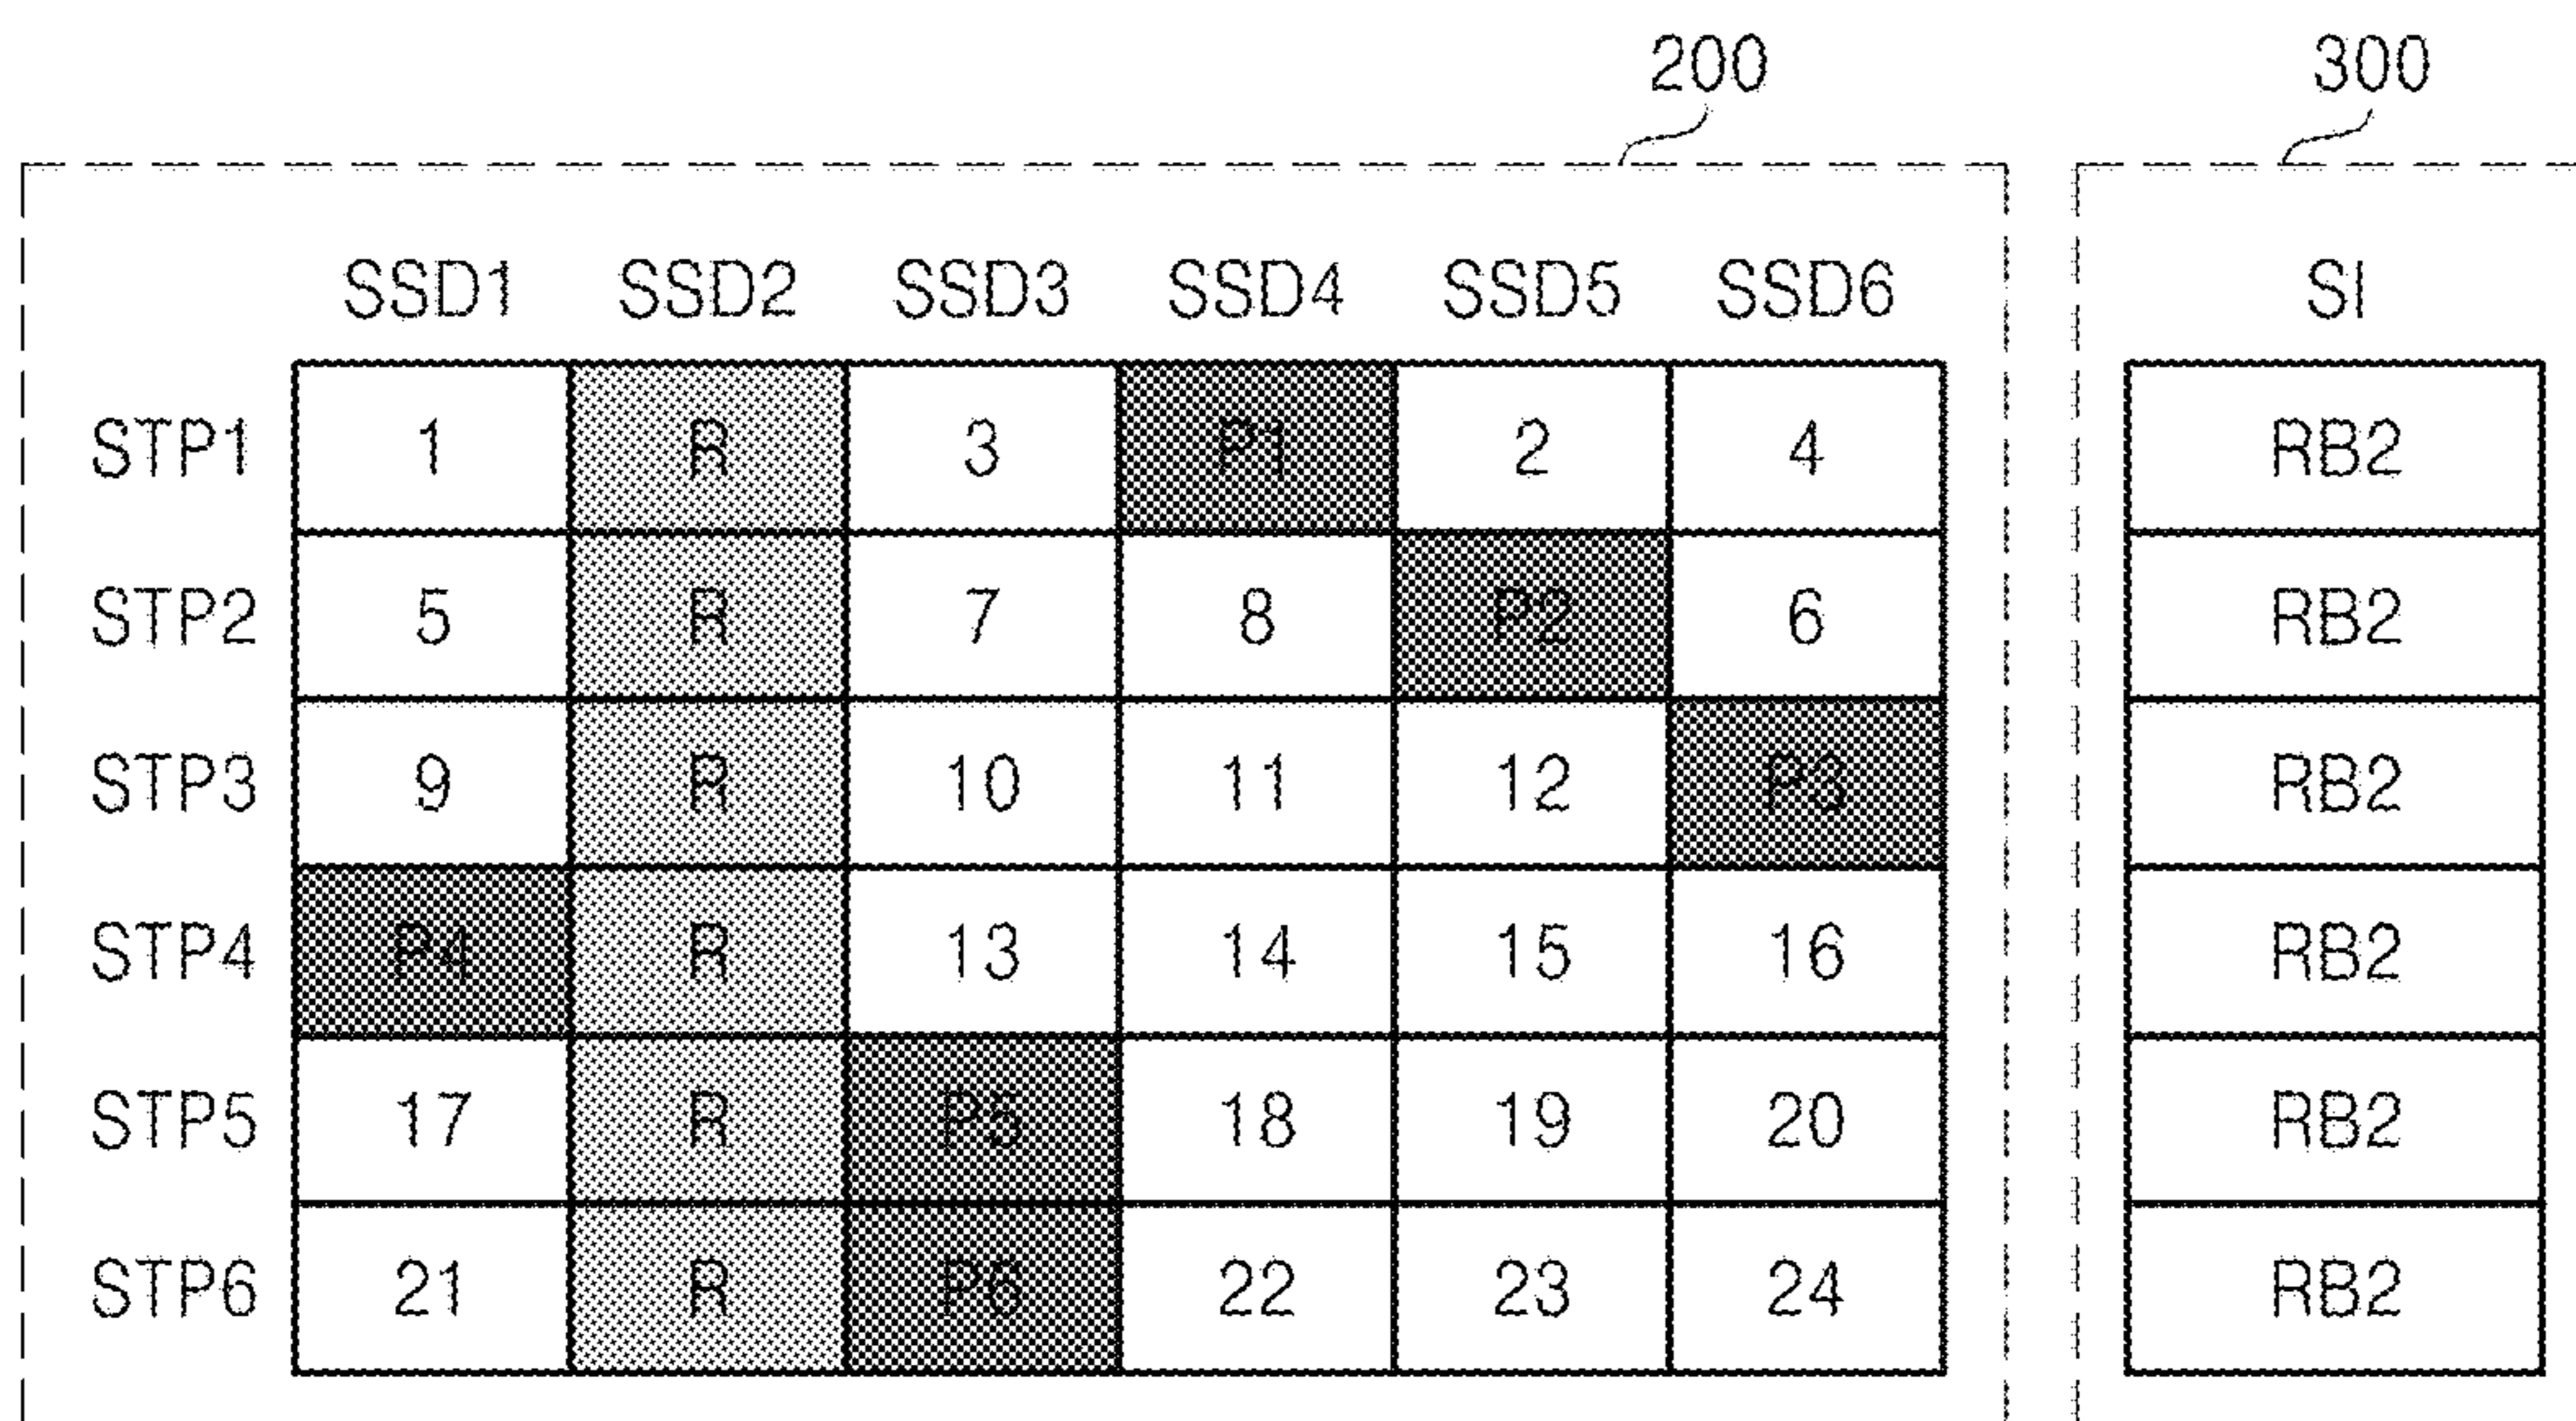 200 300
SSD1 SSD2 SSD3 SSD4 SSD5 SSD6 SI
STP1 1 R 3 P1 2 4 RB2
STP2 5 R 7 8 P2 6 RB2
STP3 9 R 10 11 12 P3 RB2
STP4 P4 R 13 14 15 16 RB2
STP5 17 R P5 18 19 20 RB2
STP6 21 R P6 22 23 24 RB2